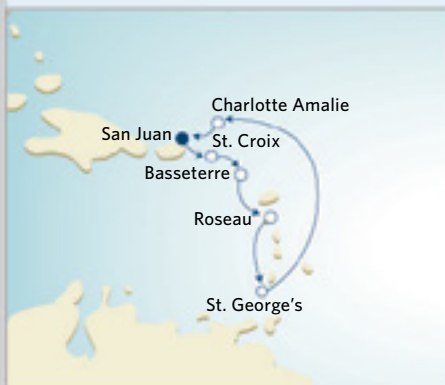 Charlotte Amalie
San Juan
St. Croix
Basseterre
Roseau
St. George's